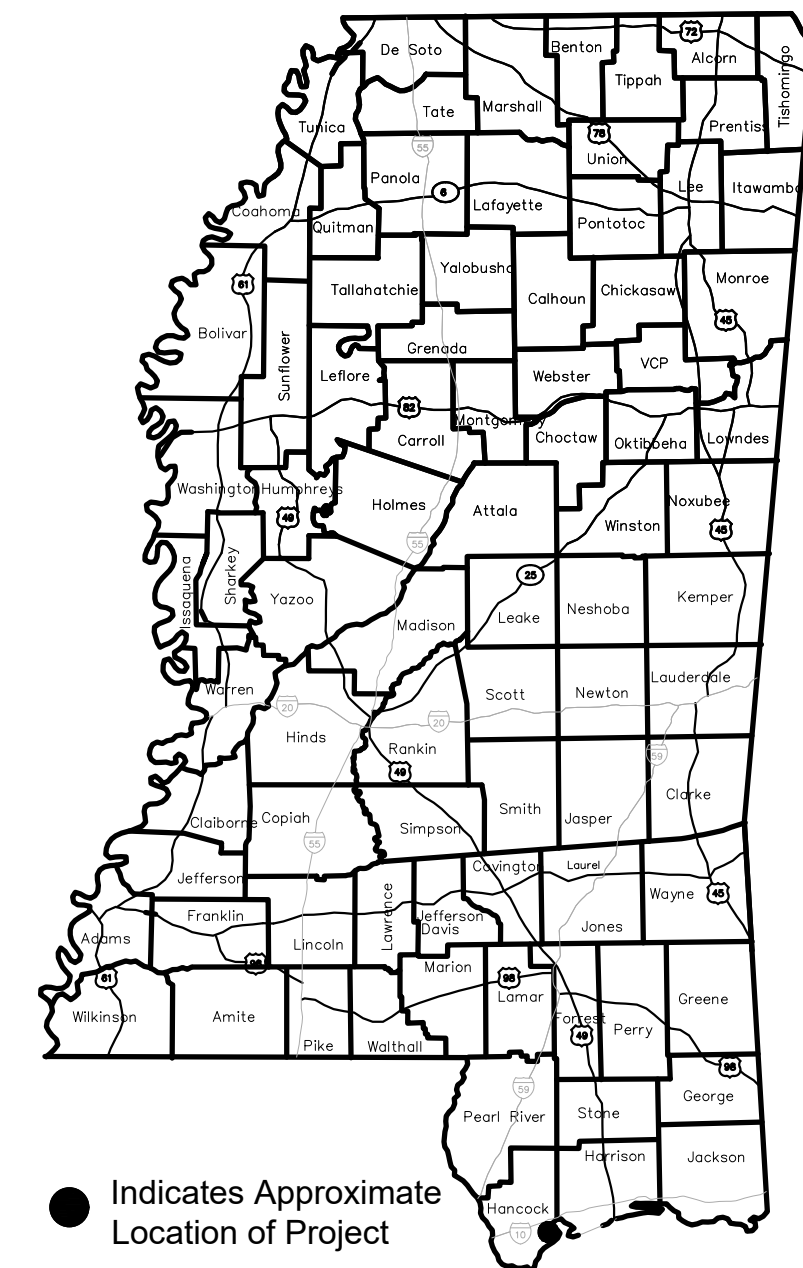 72
Benton
De Soto
Alcorn
Tishomingo
Tippah
Marshall
Tate
Tunica
Prentiss
78
55
Union
Panola
6
Lee
Itawamba
Lafayette
Coahoma
Quitman
Pontotoc
Yalobusha
61
Tallahatchie
Calhoun
Chickasaw
Monroe
45
Bolivar
Sunflower
Grenada
VCP
Leflore
Webster
82
Montgomery
Carroll
Choctaw
Oktibbeha
Lowndes
Washington
Humphreys
Holmes
Attala
Noxubee
49
Winston
45
55
Issaquena
Sharkey
25
Yazoo
Leake
Neshoba
Kemper
Madison
Warren
Scott
Newton
Lauderdale
20
20
Hinds
Rankin
59
49
Clarke
Claiborne
Copiah
Simpson
Smith
Jasper
55
Jefferson
Covington
Laurel
Wayne
45
Franklin
Lawrence
Jefferson
Davis
Adams
Lincoln
Jones
98
Marion
61
98
Lamar
Greene
Wilkinson
Amite
Forrest
Perry
49
Pike
Walthall
98
59
George
Pearl River
Stone
Harrison
Jackson
Hancock
10
Indicates Approximate
Location of Project